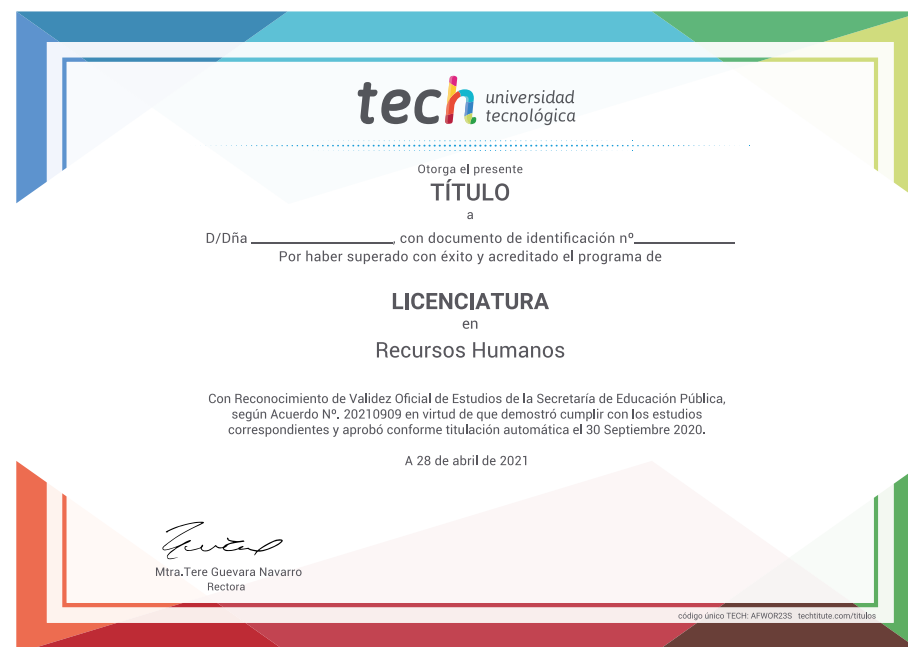 tech universidad
tecnológica
Otorga el presente
TÍTULO
a
D/Dña ____________________, con documento de identificación nº______________
Por haber superado con éxito y acreditado el programa de
LICENCIATURA
en
Recursos Humanos
Con Reconocimiento de Validez Oficial de Estudios de la Secretaría de Educación Pública,
según Acuerdo Nº. 20210909 en virtud de que demostró cumplir con los estudios
correspondientes y aprobó conforme titulación automática el 30 Septiembre 2020.
A 28 de abril de 2021
Mtra.Tere Guevara Navarro
Rectora
código único TECH: AFWOR23S techtitute.com/titulos